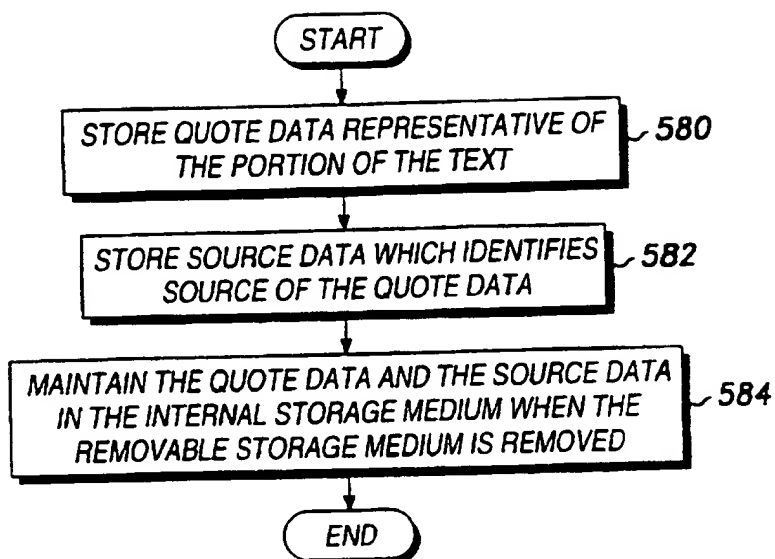 START
STORE QUOTE DATA REPRESENTATIVE OF
THE PORTION OF THE TEXT
580
STORE SOURCE DATA WHICH IDENTIFIES
SOURCE OF THE QUOTE DATA
582
MAINTAIN THE QUOTE DATA AND THE SOURCE DATA
IN THE INTERNAL STORAGE MEDIUM WHEN THE
REMOVABLE STORAGE MEDIUM IS REMOVED
584
END